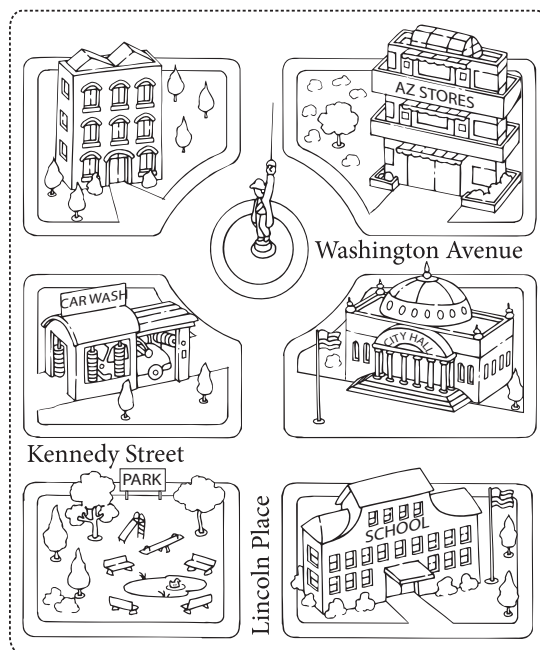 AZ STORES
Washington Avenue
CAR WASH
CITY HALL
Kennedy Street
PARK
Lincoln Place
SCHOOL